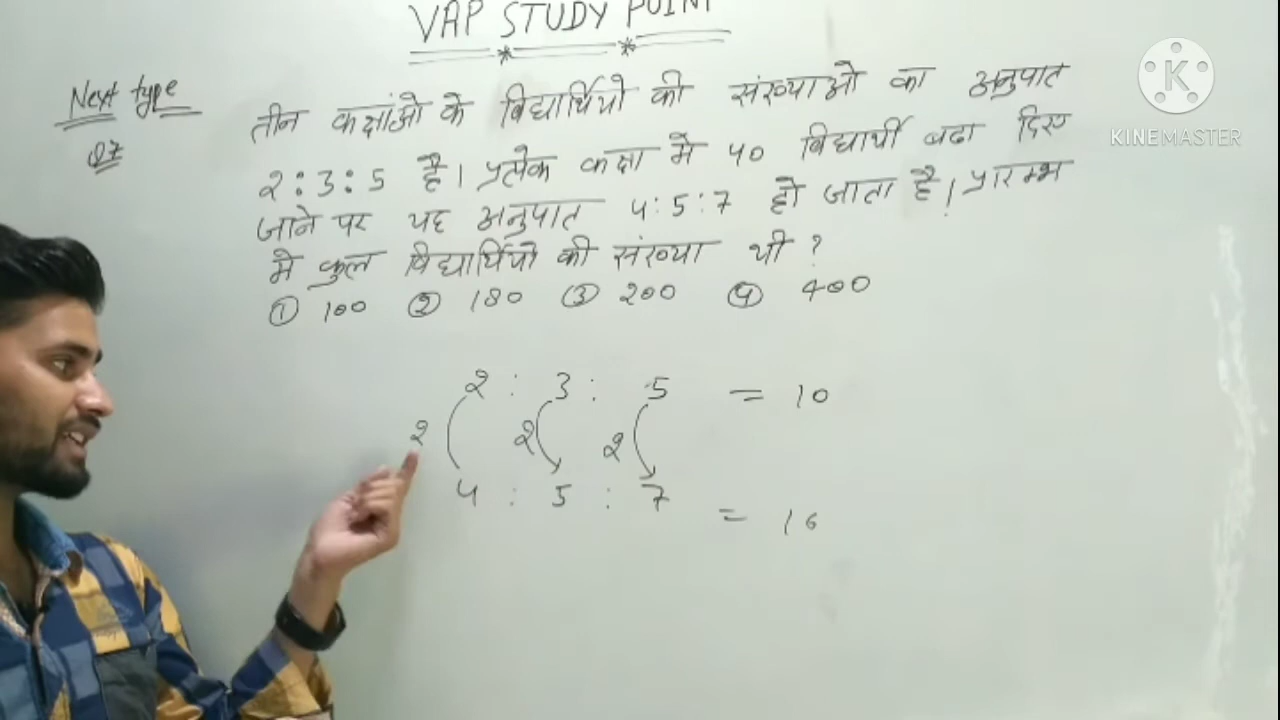 VAP STUDY POINT
K
KINEMASTER
Next type
Q7
तीन कक्षांओ के विद्यार्थियो की संख्याओ का अनुपात
2 : 3 : 5 है। प्रत्येक कक्षा मे 40 विद्यार्थी बढा दिए
जाने पर यह अनुपात 4 : 5 : 7 हो जाता है। प्रारम्भ
मे कुल विद्यार्थियो की संख्या थी ?
① 100 ② 180 ③ 200 ④ 400
2 : 3 : 5 = 10
2 2 2
4 : 5 : 7
= 16